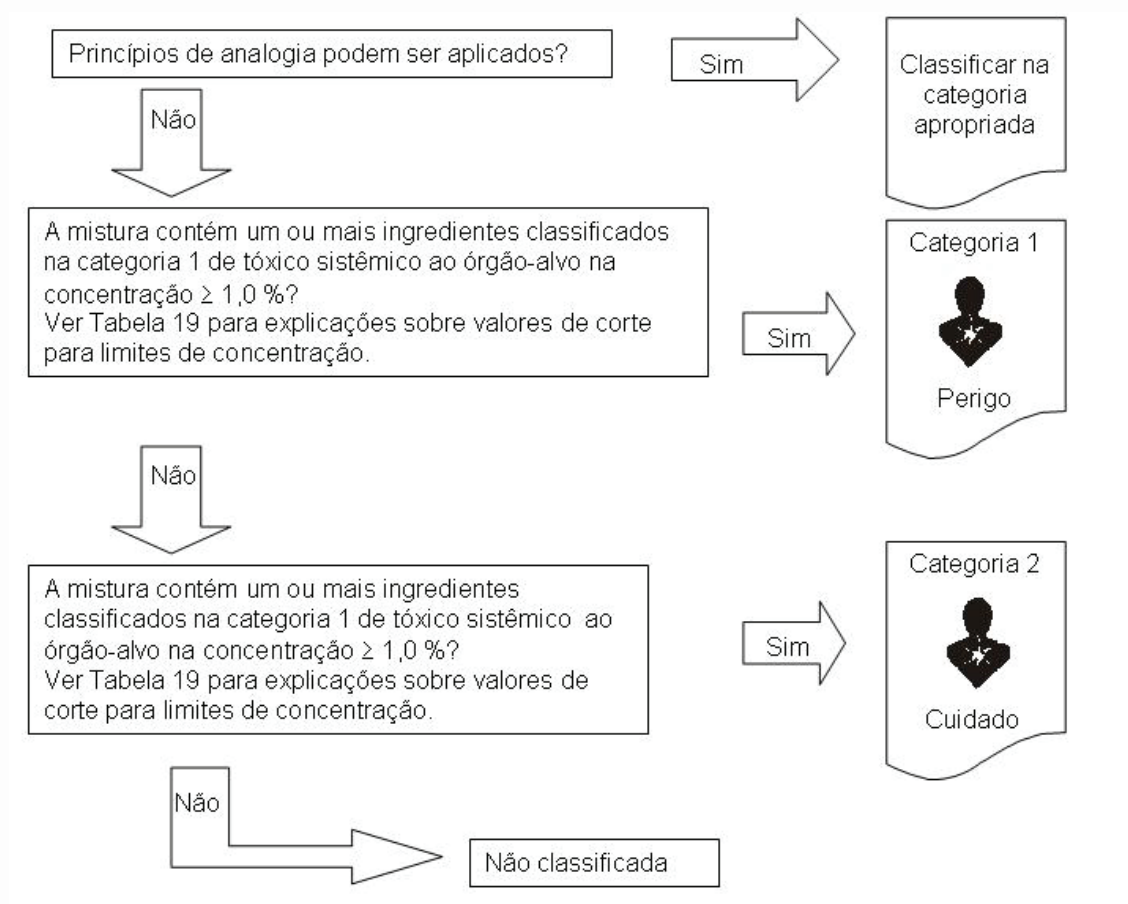 Princípios de analogia podem ser aplicados?
Sim
Classificar na
categoria
apropriada
Não
A mistura contém um ou mais ingredientes classificados
na categoria 1 de tóxico sistêmico ao órgão-alvo na
concentração ≥ 1,0 %?
Ver Tabela 19 para explicações sobre valores de corte
para limites de concentração.
Sim
Categoria 1
Perigo
Não
A mistura contém um ou mais ingredientes
classificados na categoria 1 de tóxico sistêmico ao
órgão-alvo na concentração ≥ 1,0 %?
Ver Tabela 19 para explicações sobre valores de
corte para limites de concentração.
Sim
Categoria 2
Cuidado
Não
Não classificada